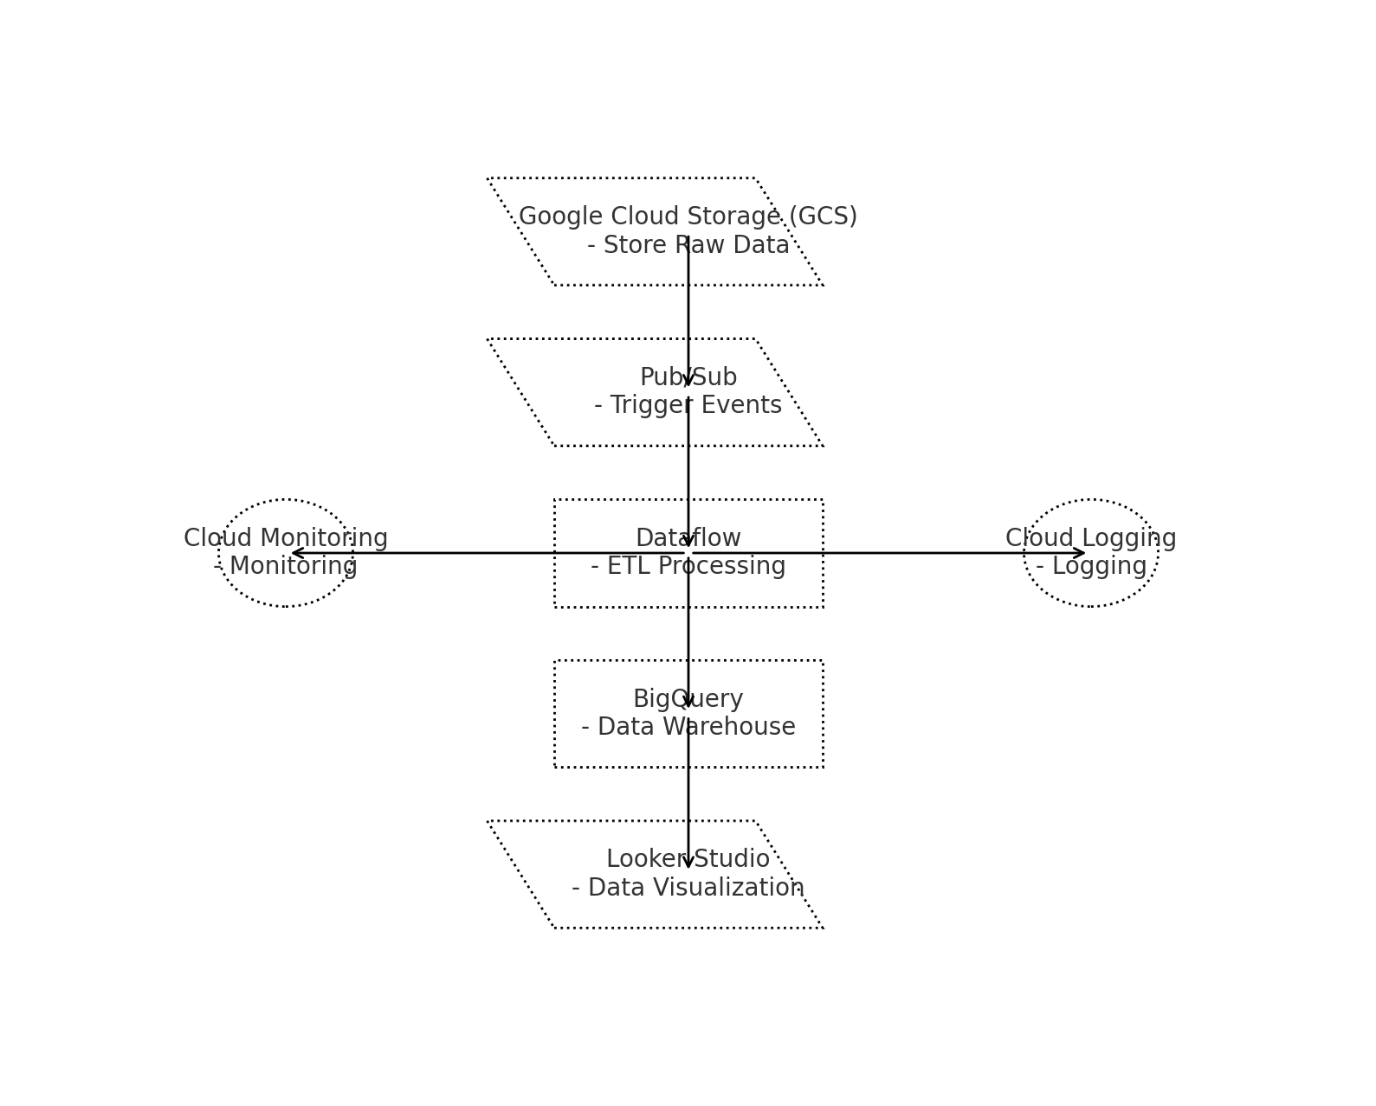 Google Cloud Storage (GCS)
- Store Raw Data
Pub/Sub
- Trigger Events
Cloud Monitoring
- Monitoring
Dataflow
- ETL Processing
Cloud Logging
- Logging
BigQuery
- Data Warehouse
Looker Studio
- Data Visualization